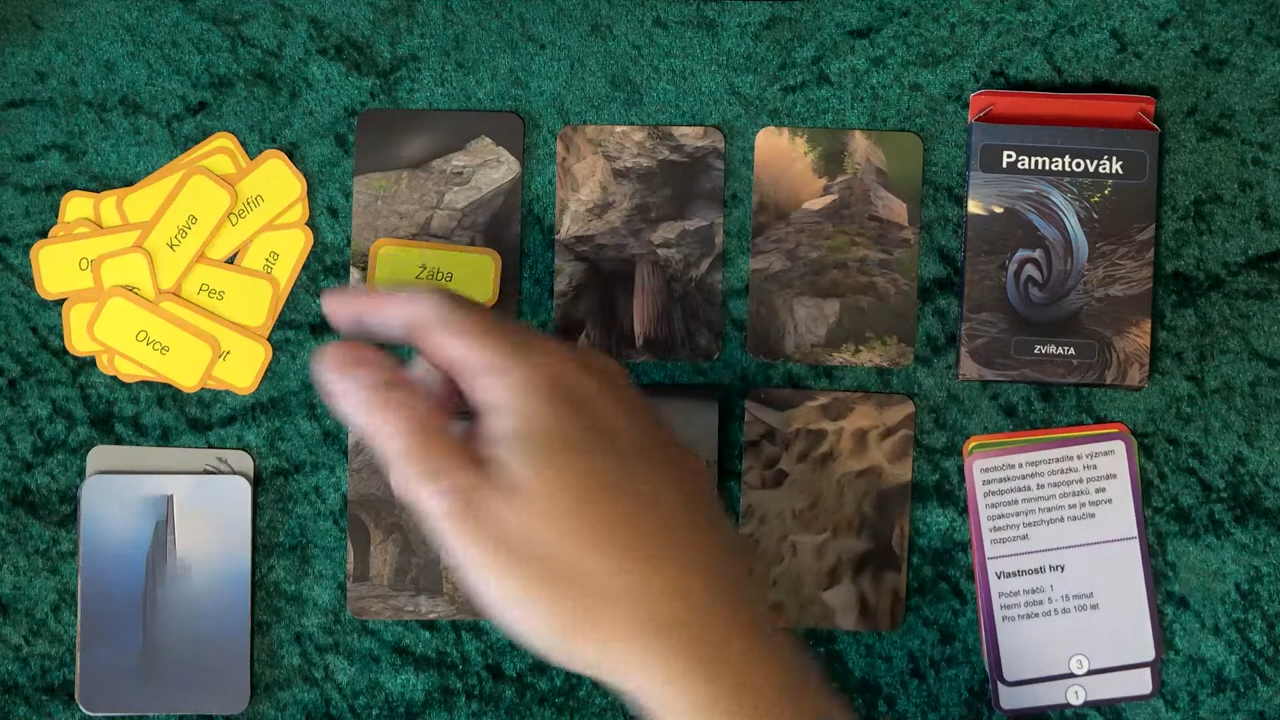 Pamatovák
ZVÍŘATA
Delfín
Kráva
Pes
Ovce
Žába
neotočíte a neprozradíte si význam
zamaskovaného obrázku. Hra
předpokládá, že napoprvé poznáte
naprosté minimum obrázků, ale
opakovaným hraním se je teprve
všechny bezchybně naučíte
rozpoznat.
Vlastnosti hry
Počet hráčů: 1
Herní doba: 5 - 15 minut
Pro hráče od 5 do 100 let
3
1